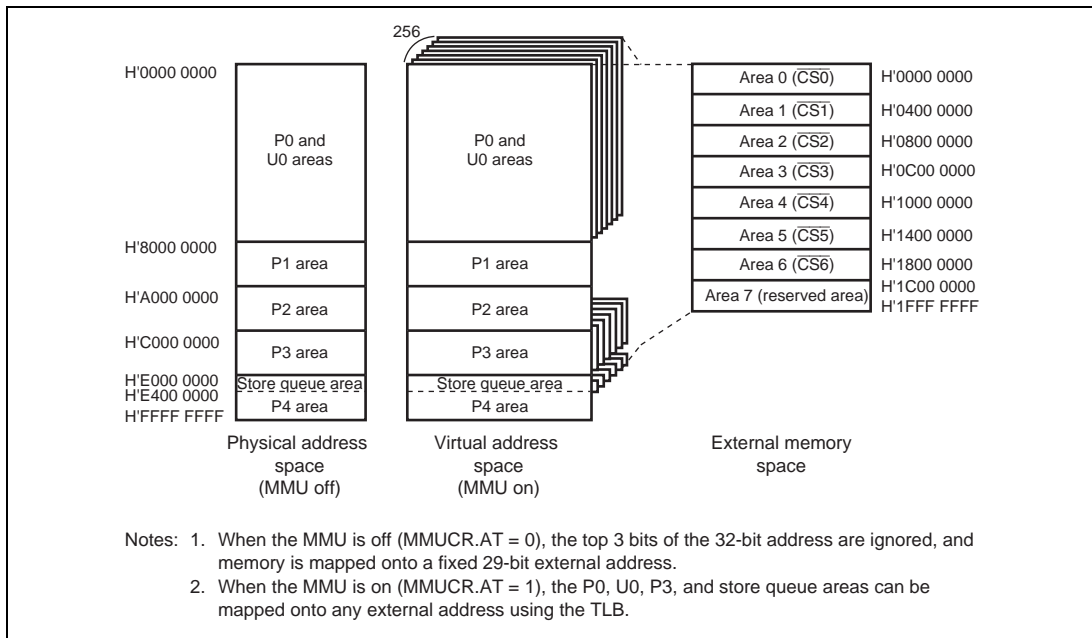 256
H'0000 0000
P0 and
U0 areas
H'8000 0000
P1 area
H'A000 0000
P2 area
H'C000 0000
P3 area
H'E000 0000
Store queue area
H'E400 0000
P4 area
H'FFFF FFFF
Physical address
space
(MMU off)
P0 and
U0 areas
P1 area
P2 area
P3 area
Store queue area
P4 area
Virtual address
space
(MMU on)
Area 0 (CS0) H'0000 0000
Area 1 (CS1) H'0400 0000
Area 2 (CS2) H'0800 0000
Area 3 (CS3) H'0C00 0000
Area 4 (CS4) H'1000 0000
Area 5 (CS5) H'1400 0000
Area 6 (CS6) H'1800 0000
Area 7 (reserved area) H'1C00 0000
H'1FFF FFFF
External memory
space
Notes: 1. When the MMU is off (MMUCR.AT = 0), the top 3 bits of the 32-bit address are ignored, and
memory is mapped onto a fixed 29-bit external address.
2. When the MMU is on (MMUCR.AT = 1), the P0, U0, P3, and store queue areas can be
mapped onto any external address using the TLB.